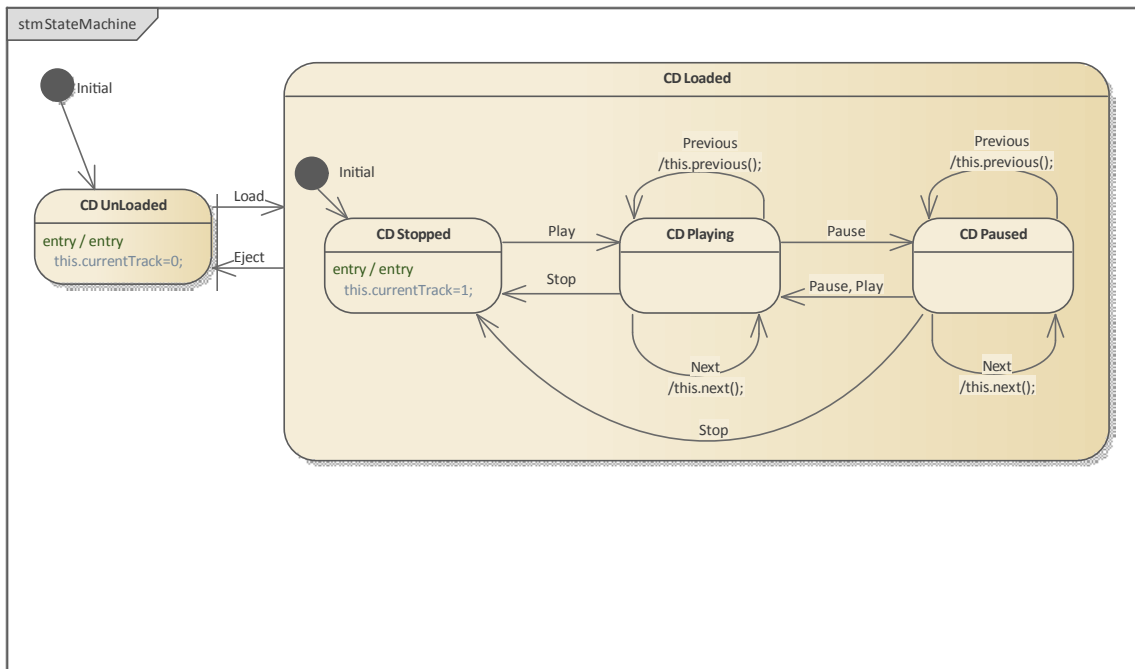 stm StateMachine
Initial
CD UnLoaded
entry / entry
this.currentTrack=0;
Load
Eject
CD Loaded
Initial
CD Stopped
entry / entry
this.currentTrack=1;
Play
Stop
Previous
/this.previous();
CD Playing
Next
/this.next();
Pause
Pause, Play
Previous
/this.previous();
CD Paused
Next
/this.next();
Stop